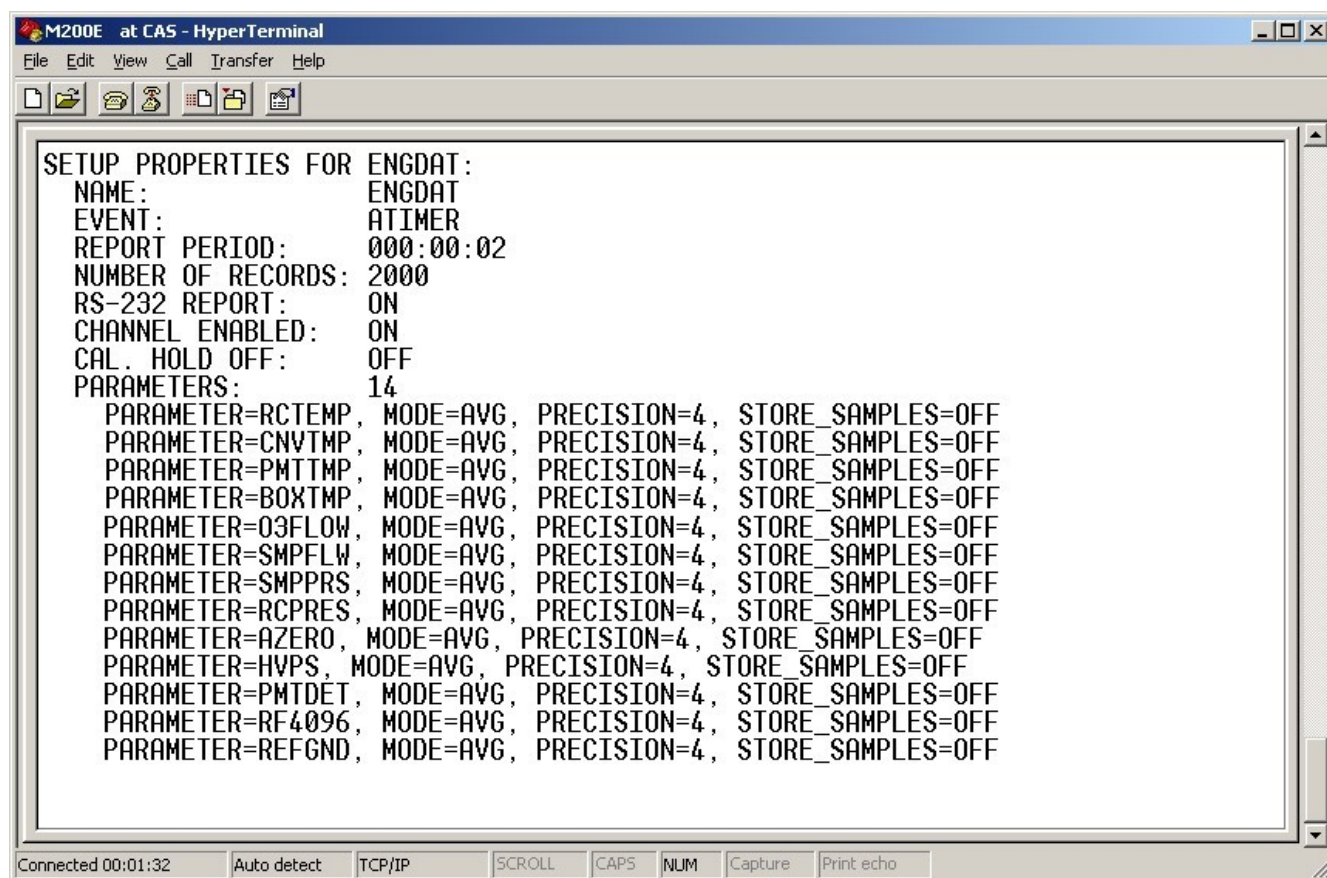 M200E at CAS - HyperTerminal
File Edit View Call Transfer Help
SETUP PROPERTIES FOR ENGDAT:
NAME: ENGDAT
EVENT: ATIMER
REPORT PERIOD: 000:00:02
NUMBER OF RECORDS: 2000
RS-232 REPORT: ON
CHANNEL ENABLED: ON
CAL. HOLD OFF: OFF
PARAMETERS: 14
PARAMETER=RCTEMP, MODE=AVG, PRECISION=4, STORE_SAMPLES=OFF
PARAMETER=CNVTMP, MODE=AVG, PRECISION=4, STORE_SAMPLES=OFF
PARAMETER=PMTTMP, MODE=AVG, PRECISION=4, STORE_SAMPLES=OFF
PARAMETER=BOXTMP, MODE=AVG, PRECISION=4, STORE_SAMPLES=OFF
PARAMETER=O3FLOW, MODE=AVG, PRECISION=4, STORE_SAMPLES=OFF
PARAMETER=SMPFLW, MODE=AVG, PRECISION=4, STORE_SAMPLES=OFF
PARAMETER=SMPPRS, MODE=AVG, PRECISION=4, STORE_SAMPLES=OFF
PARAMETER=RCPRES, MODE=AVG, PRECISION=4, STORE_SAMPLES=OFF
PARAMETER=AZERO, MODE=AVG, PRECISION=4, STORE_SAMPLES=OFF
PARAMETER=HVPS, MODE=AVG, PRECISION=4, STORE_SAMPLES=OFF
PARAMETER=PMTDET, MODE=AVG, PRECISION=4, STORE_SAMPLES=OFF
PARAMETER=RF4096, MODE=AVG, PRECISION=4, STORE_SAMPLES=OFF
PARAMETER=REFGND, MODE=AVG, PRECISION=4, STORE_SAMPLES=OFF
Connected 00:01:32 Auto detect TCP/IP SCROLL CAPS NUM Capture Print echo